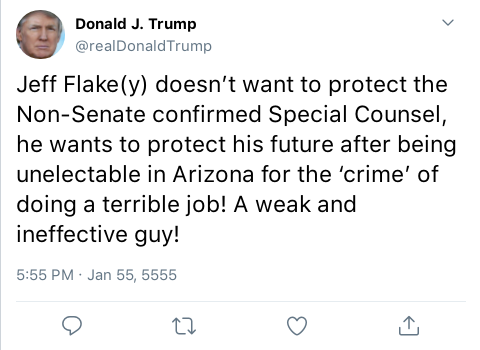 Donald J. Trump
@realDonaldTrump
Jeff Flake(y) doesn’t want to protect the
Non-Senate confirmed Special Counsel,
he wants to protect his future after being
unelectable in Arizona for the ‘crime’ of
doing a terrible job! A weak and
ineffective guy!
5:55 PM · Jan 55, 5555